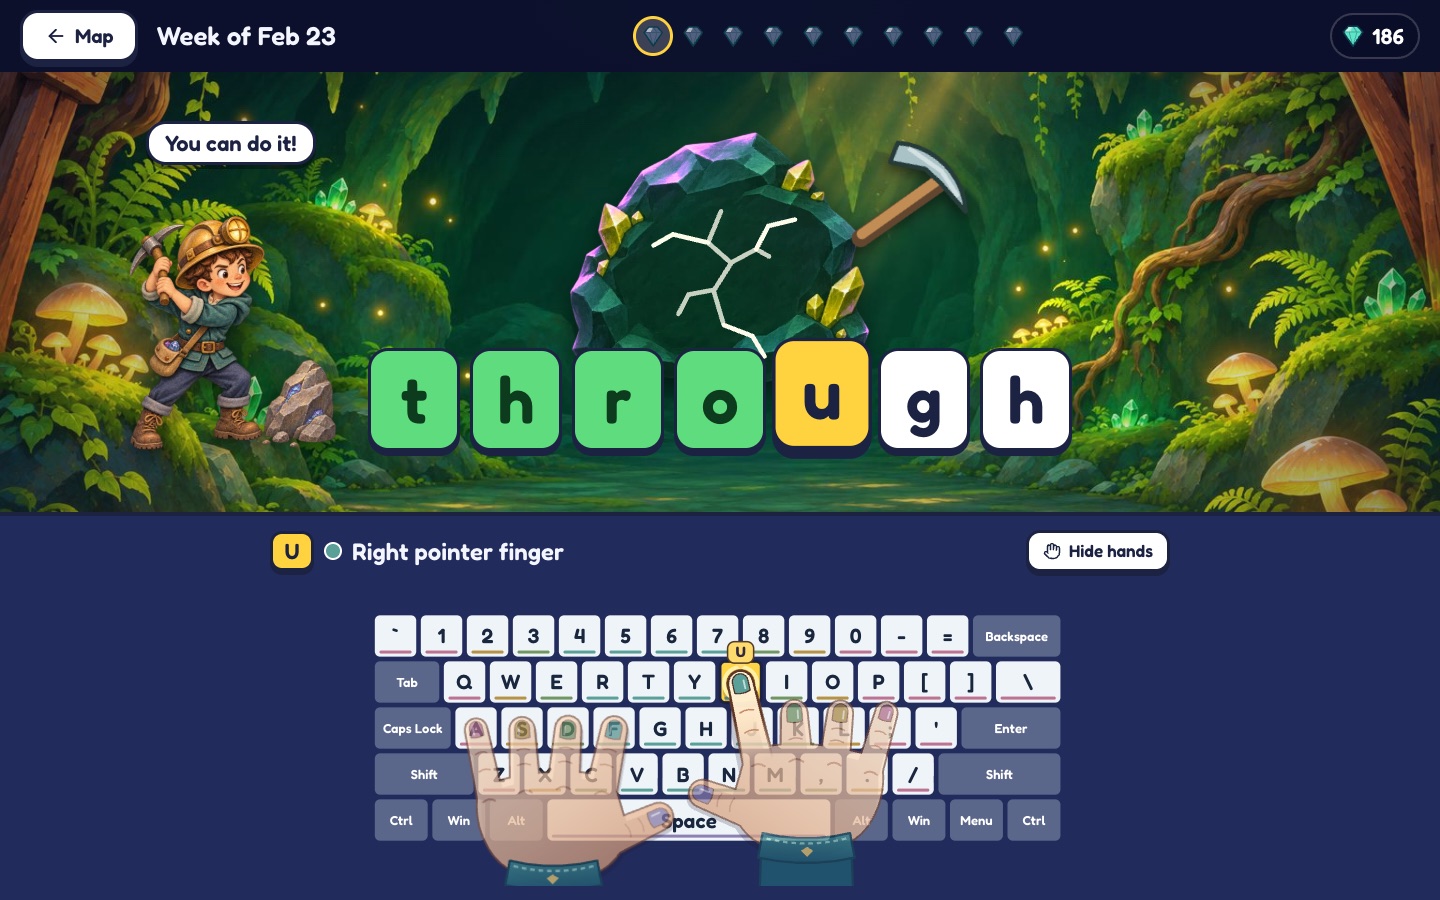 Map
Week of Feb 23
186
You can do it!
t h r o u g h
U Right pointer finger
Hide hands
` 1 2 3 4 5 6 7 8 9 0 - = Backspace
U
Tab Q W E R T Y I O P [ ] \
Caps Lock A S D F G H K L ; ' Enter
Shift Z X C V B N M , . / Shift
Ctrl Win Alt Space Alt Win Menu Ctrl